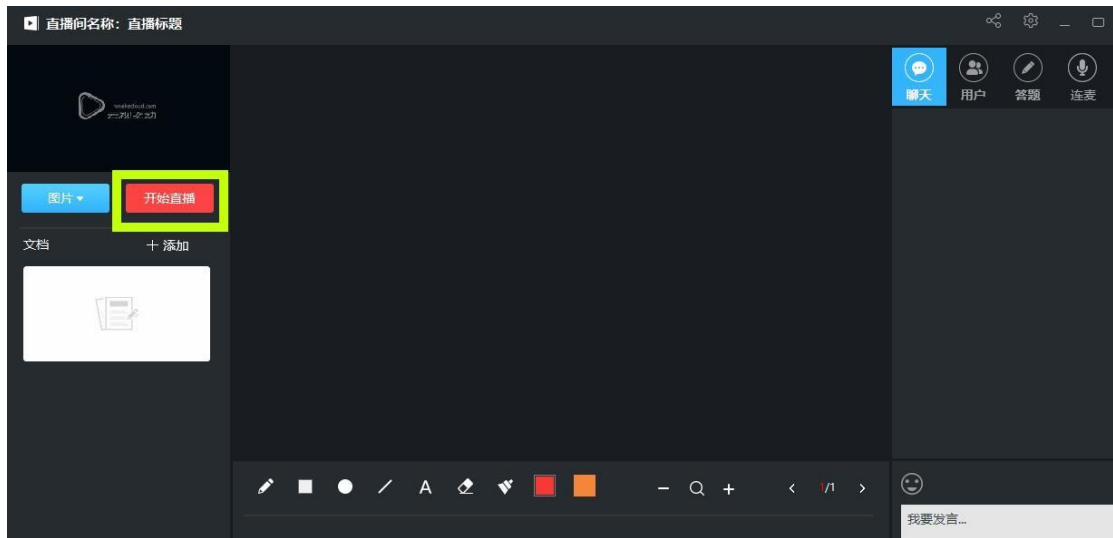 直播间名称：直播标题
聊天 用户 答题 连麦
图片 开始直播
文档 十 添加
A
1/1
我要发言...